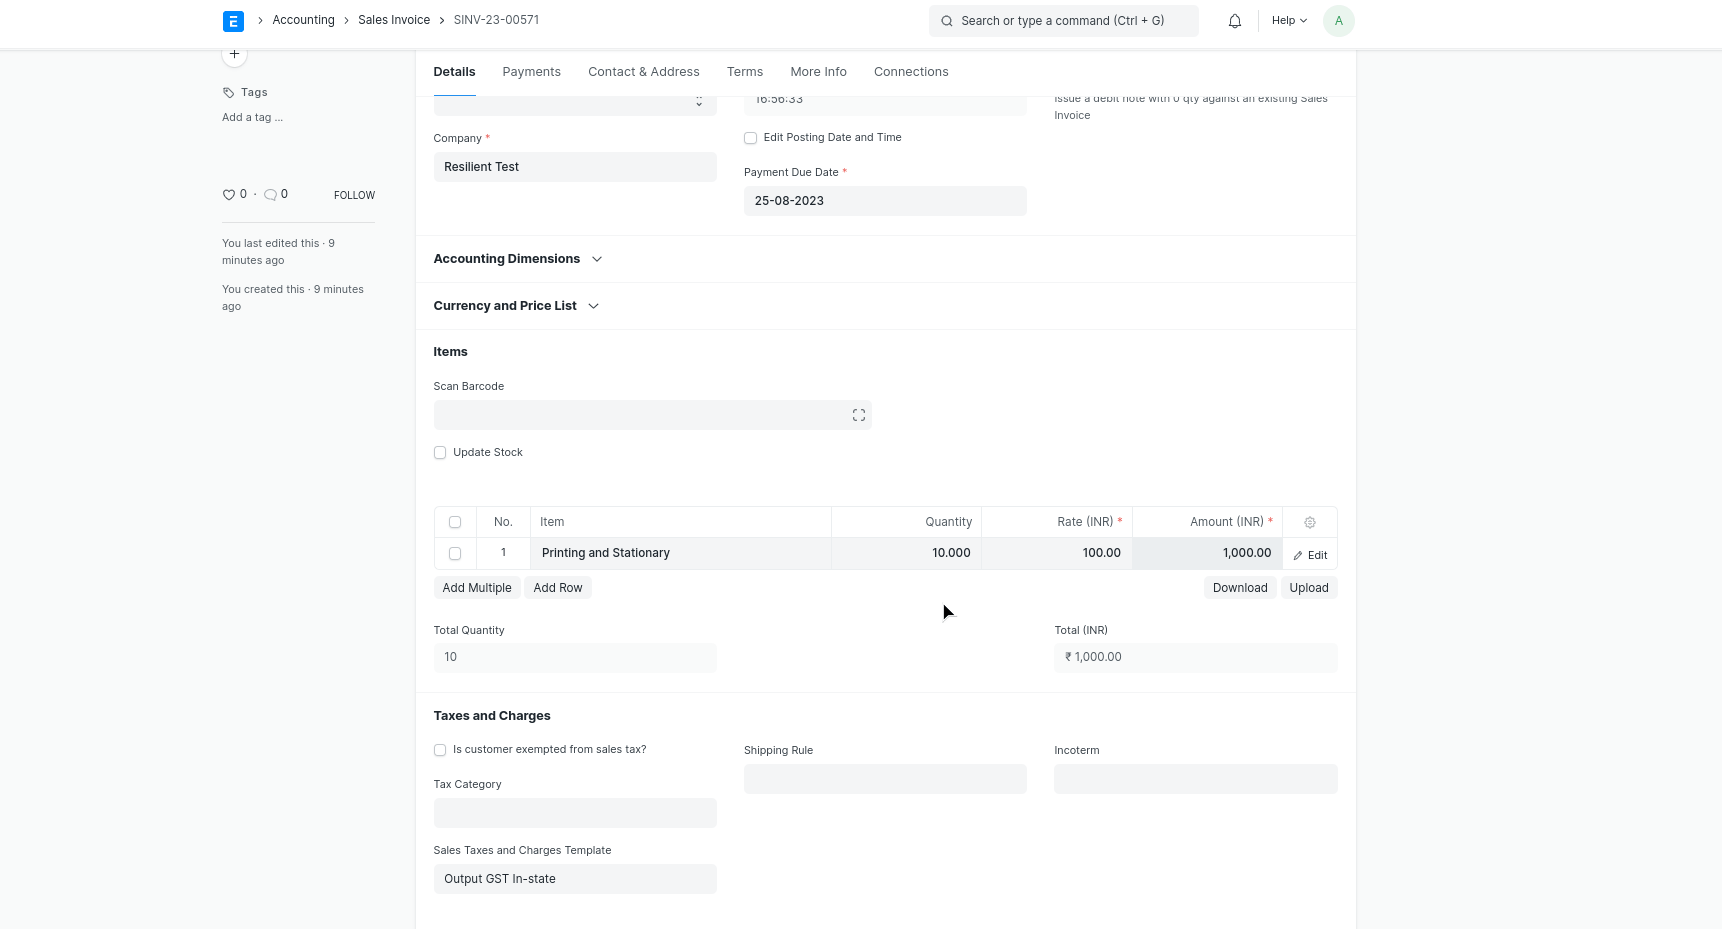 E
Accounting
Sales Invoice
SINV-23-00571
Search or type a command (Ctrl + G)
Help
A
Tags
Add a tag ...
0 · 0
FOLLOW
You last edited this · 9
minutes ago
You created this · 9 minutes
ago
Details
Payments
Contact & Address
Terms
More Info
Connections
16:56:33
Issue a debit note with 0 qty against an existing Sales
Invoice
Company *
Resilient Test
Edit Posting Date and Time
Payment Due Date *
25-08-2023
Accounting Dimensions
Currency and Price List
Items
Scan Barcode
Update Stock
No. Item Quantity Rate (INR) * Amount (INR) *
1 Printing and Stationary 10.000 100.00 1,000.00 Edit
Add Multiple
Add Row
Download
Upload
Total Quantity
10
Total (INR)
₹ 1,000.00
Taxes and Charges
Is customer exempted from sales tax?
Tax Category
Sales Taxes and Charges Template
Output GST In-state
Shipping Rule
Incoterm